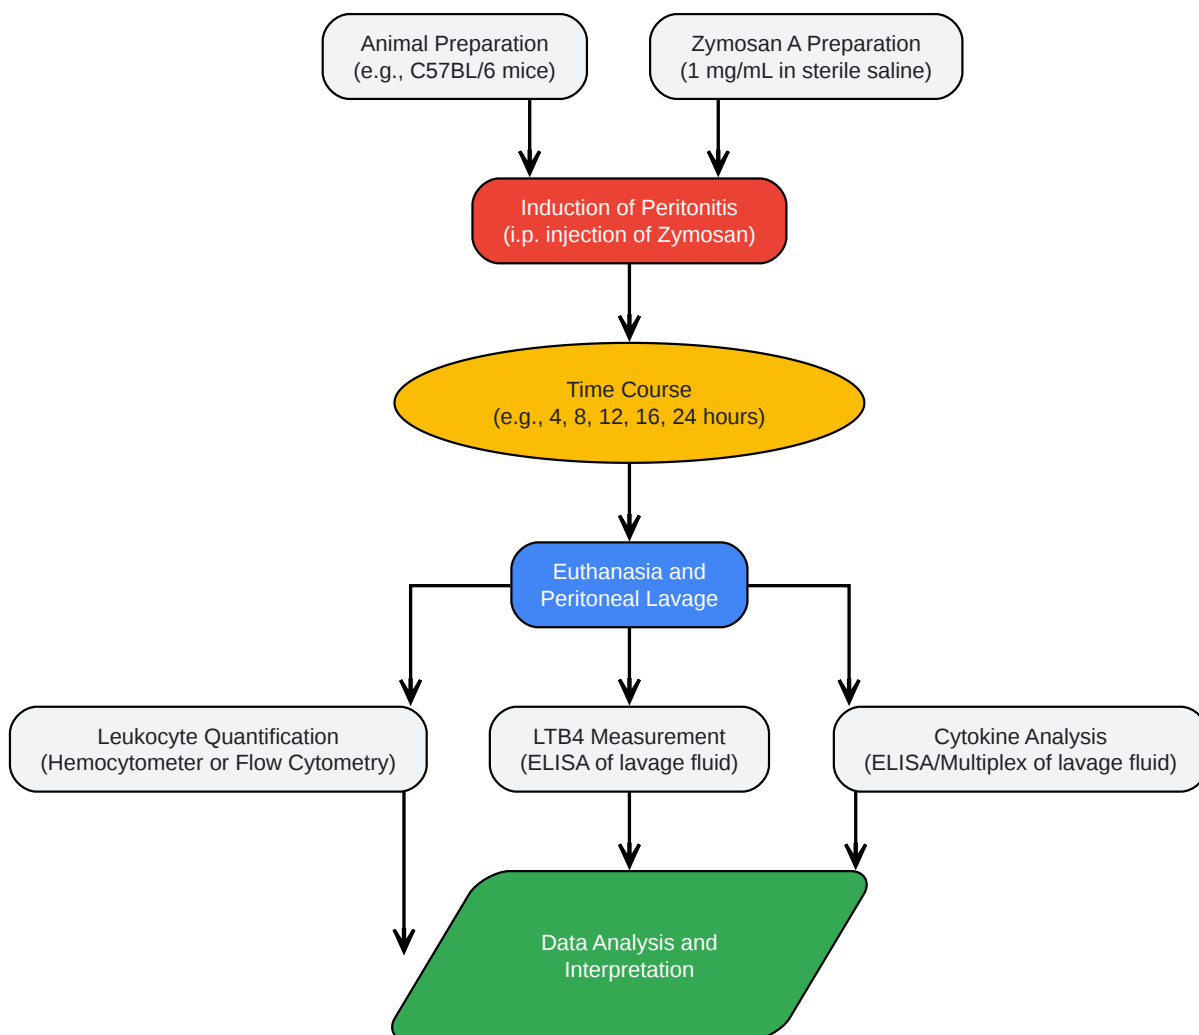 Animal Preparation
(e.g., C57BL/6 mice)
Zymosan A Preparation
(1 mg/mL in sterile saline)
Induction of Peritonitis
(i.p. injection of Zymosan)
Time Course
(e.g., 4, 8, 12, 16, 24 hours)
Euthanasia and
Peritoneal Lavage
Leukocyte Quantification
(Hemocytometer or Flow Cytometry)
LTB4 Measurement
(ELISA of lavage fluid)
Cytokine Analysis
(ELISA/Multiplex of lavage fluid)
Data Analysis and
Interpretation